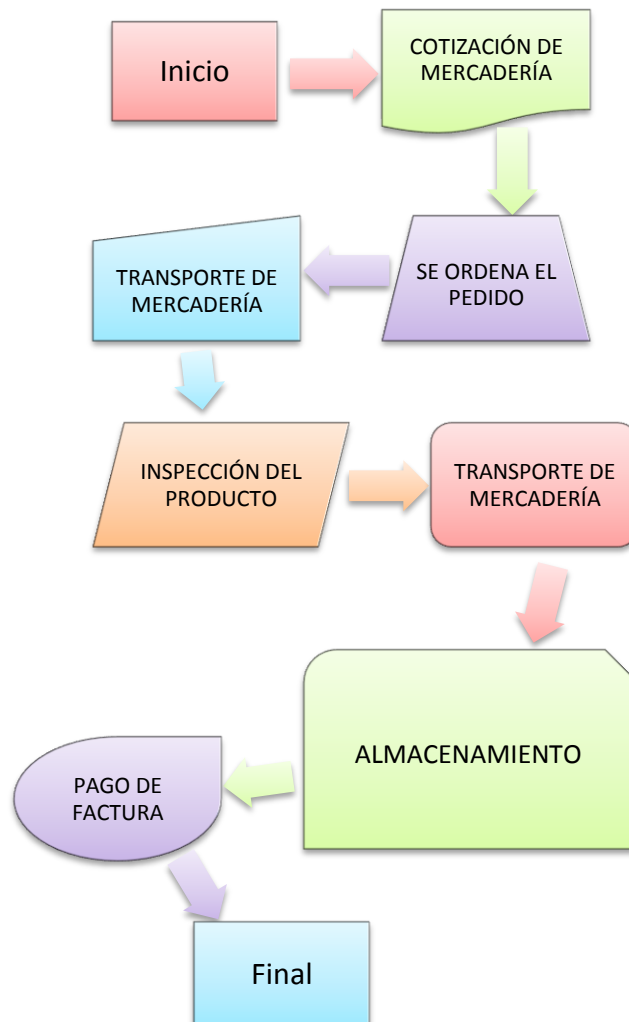 Inicio
COTIZACIÓN DE
MERCADERÍA
SE ORDENA EL
PEDIDO
TRANSPORTE DE
MERCADERÍA
INSPECCIÓN DEL
PRODUCTO
TRANSPORTE DE
MERCADERÍA
ALMACENAMIENTO
PAGO DE
FACTURA
Final